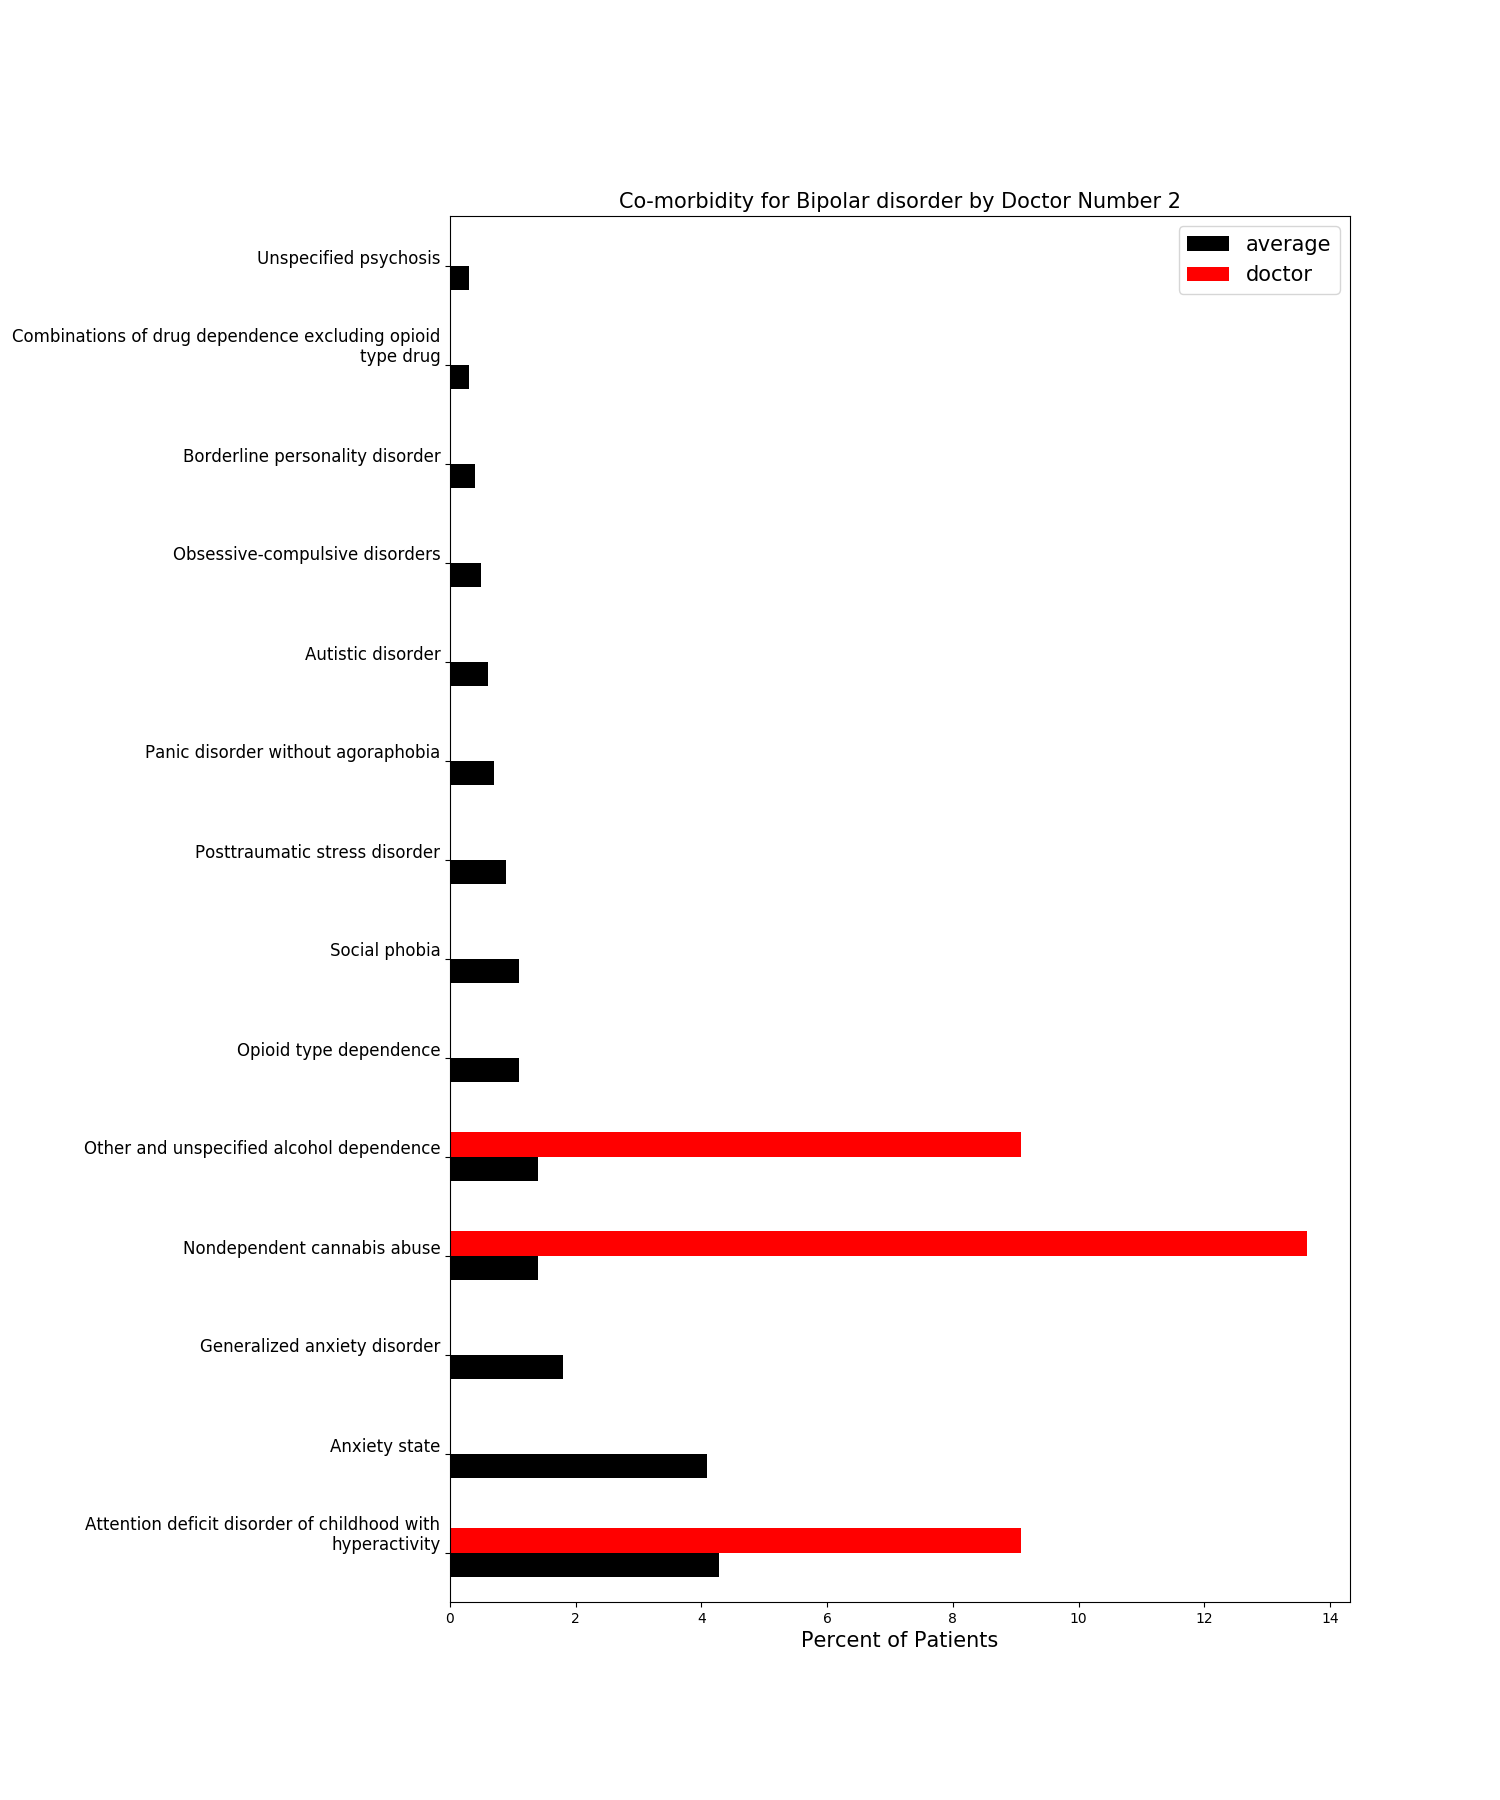 Co-morbidity for Bipolar disorder by Doctor Number 2
average
doctor
Unspecified psychosis
Combinations of drug dependence excluding opioid
type drug
Borderline personality disorder
Obsessive-compulsive disorders
Autistic disorder
Panic disorder without agoraphobia
Posttraumatic stress disorder
Social phobia
Opioid type dependence
Other and unspecified alcohol dependence
Nondependent cannabis abuse
Generalized anxiety disorder
Anxiety state
Attention deficit disorder of childhood with
hyperactivity
0 2 4 6 8 10 12 14
Percent of Patients